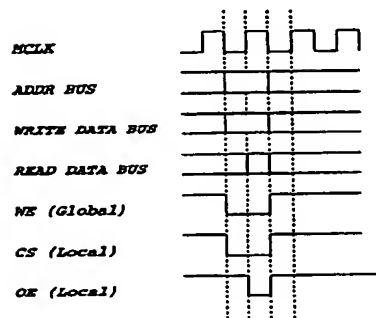 MCLK
ADDR BUS
WRITE DATA BUS
READ DATA BUS
WE (Global)
CS (Local)
OE (Local)